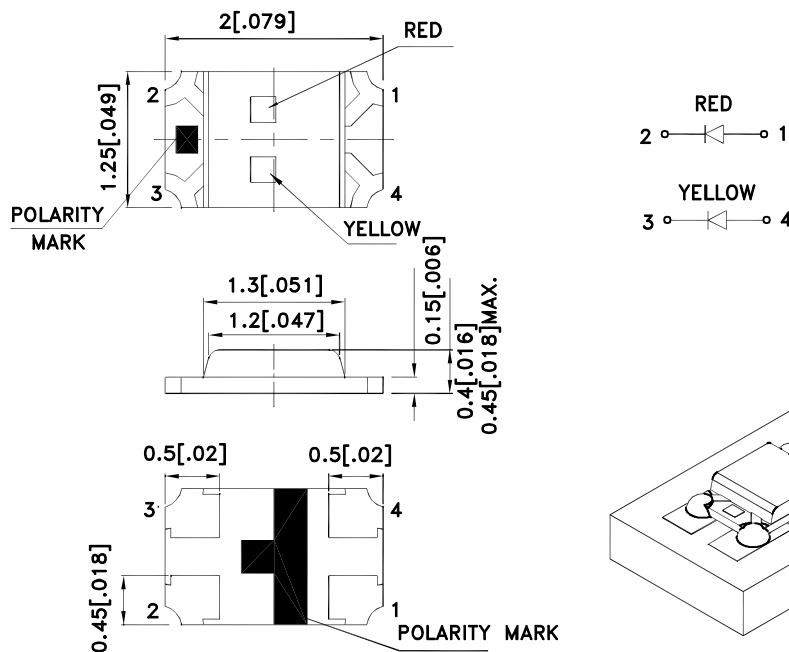 2[.079]
RED
2
1
1.25[.049]
3
4
POLARITY
MARK
YELLOW
RED
2
1
YELLOW
3
4
1.3[.051]
1.2[.047]
0.15[.006]
0.4[.016]
0.45[.018]MAX.
0.5[.02]
0.5[.02]
3
4
0.45[.018]
2
1
POLARITY MARK